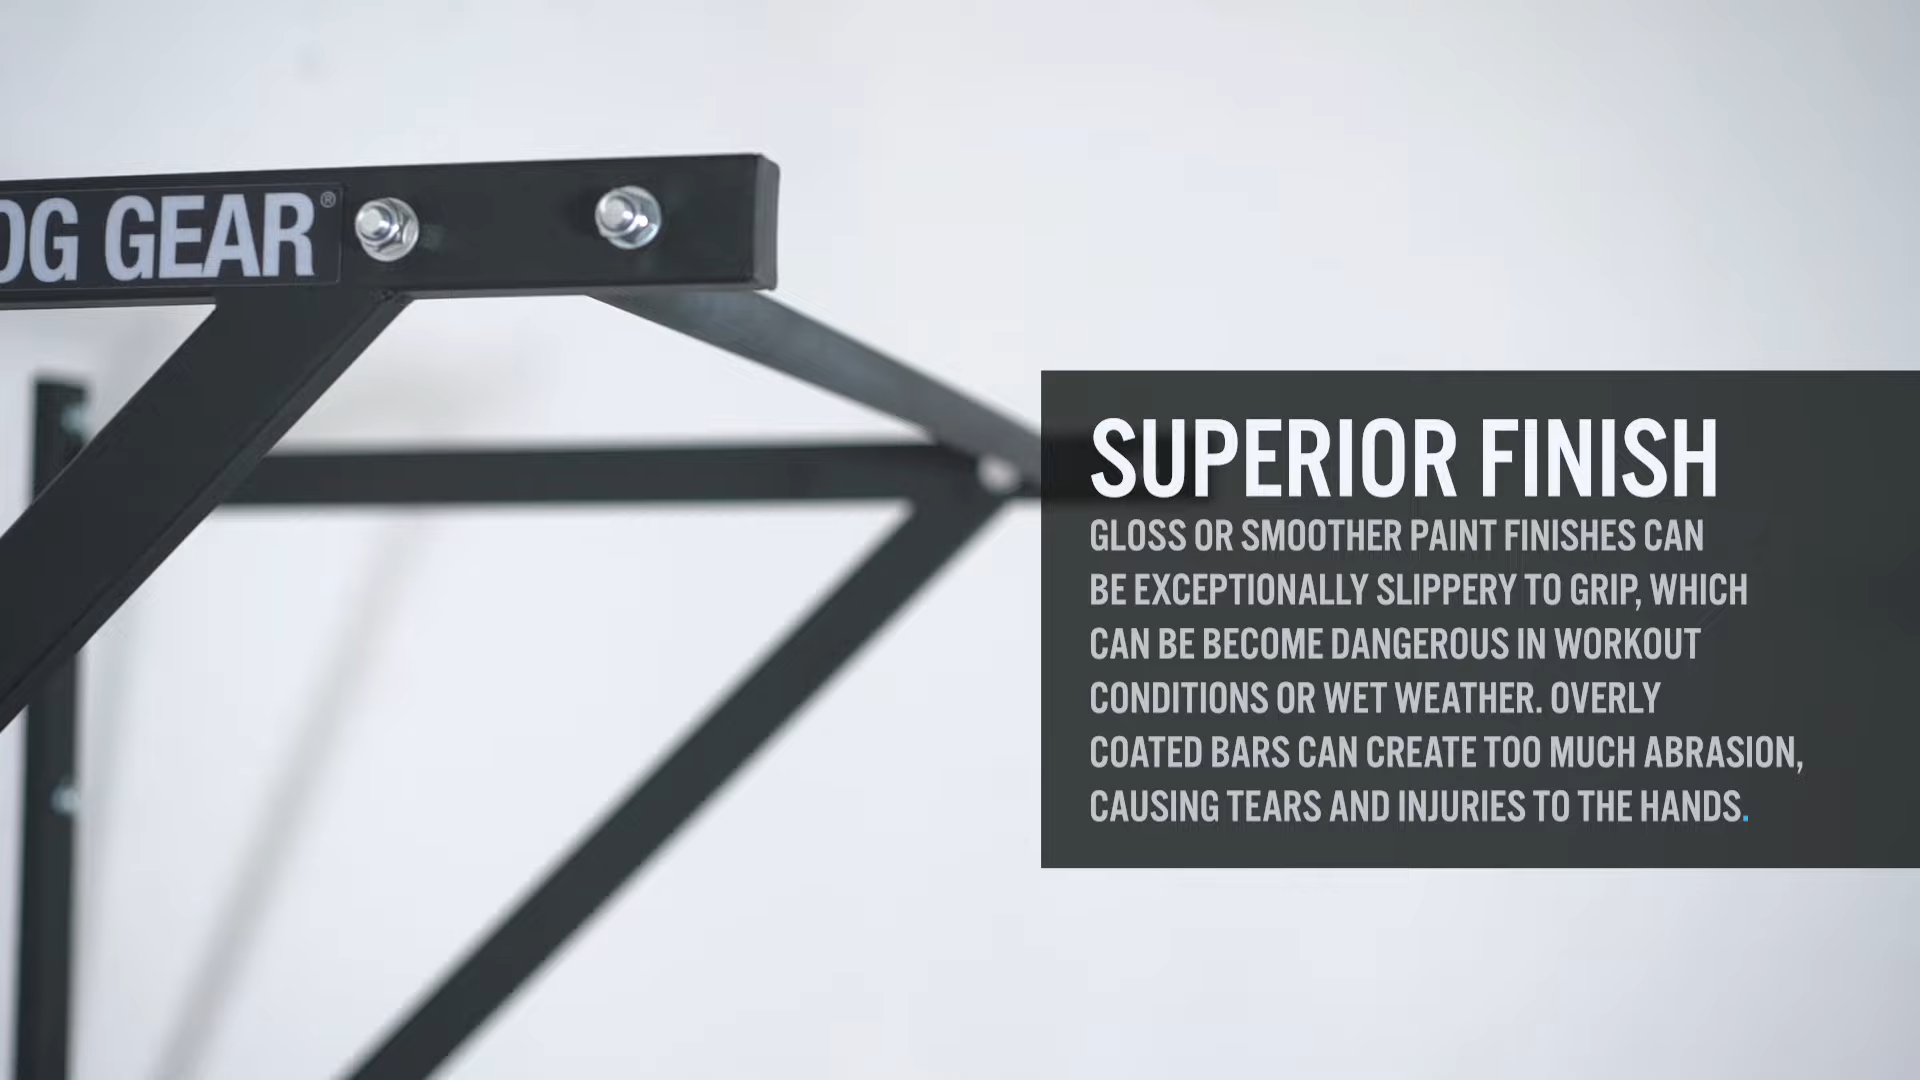 OG GEAR®
SUPERIOR FINISH
GLOSS OR SMOOTHER PAINT FINISHES CAN
BE EXCEPTIONALLY SLIPPERY TO GRIP, WHICH
CAN BE BECOME DANGEROUS IN WORKOUT
CONDITIONS OR WET WEATHER. OVERLY
COATED BARS CAN CREATE TOO MUCH ABRASION,
CAUSING TEARS AND INJURIES TO THE HANDS.